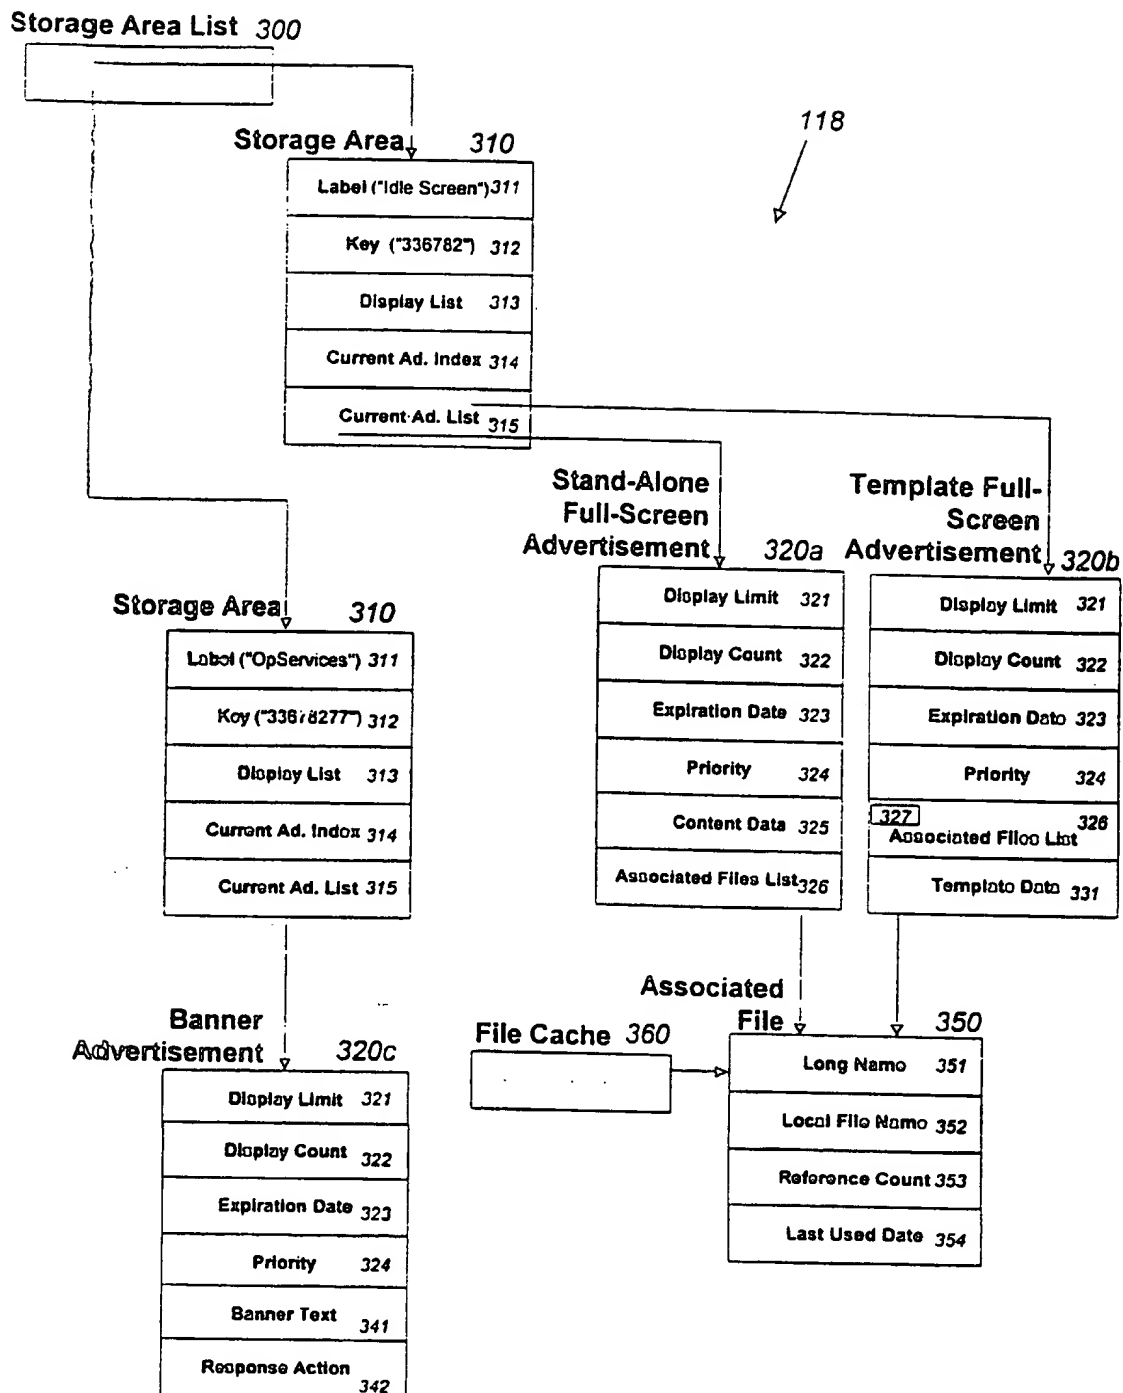 Storage Area List 300
118
Storage Area 310
Label ("Idle Screen") 311
Key ("336782") 312
Display List 313
Current Ad. Index 314
Current Ad. List 315
Stand-Alone
Full-Screen
Advertisement 320a
Display Limit 321
Display Count 322
Expiration Date 323
Priority 324
Content Data 325
Associated Files List 326
Template Full-
Screen
Advertisement 320b
Display Limit 321
Display Count 322
Expiration Date 323
Priority 324
327
Associated Files List 326
Template Data 331
Storage Area 310
Label ("OpServices") 311
Key ("33678277") 312
Display List 313
Current Ad. Index 314
Current Ad. List 315
Banner
Advertisement 320c
Display Limit 321
Display Count 322
Expiration Date 323
Priority 324
Banner Text 341
Response Action 342
File Cache 360
Associated
File 350
Long Name 351
Local File Name 352
Reference Count 353
Last Used Date 354